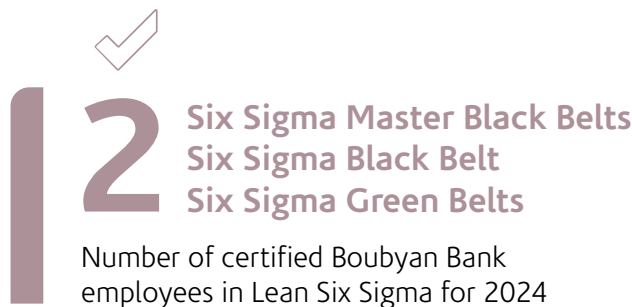 2
Six Sigma Master Black Belts
Six Sigma Black Belt
Six Sigma Green Belts
Number of certified Boubyan Bank
employees in Lean Six Sigma for 2024